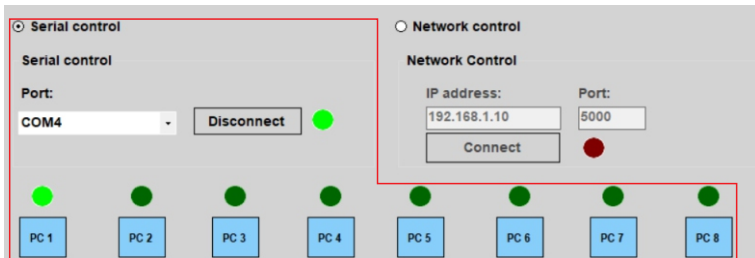 Serial control
Network control
Serial control
Network Control
Port:
IP address:
Port:
COM4
Disconnect
192.168.1.10
5000
Connect
PC 1
PC 2
PC 3
PC 4
PC 5
PC 6
PC 7
PC 8